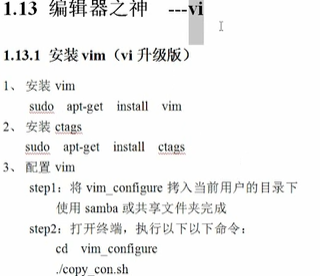 1.13 编辑器之神 ---vi
1.13.1 安装vim（vi 升级版）
1、 安装 vim
sudo apt-get install vim
2、 安装 ctags
sudo apt-get install ctags
3、 配置 vim
step1：将 vim_configure 拷入当前用户的目录下
使用 samba 或共享文件夹完成
step2：打开终端，执行以下以下命令：
cd vim_configure
./copy_con.sh